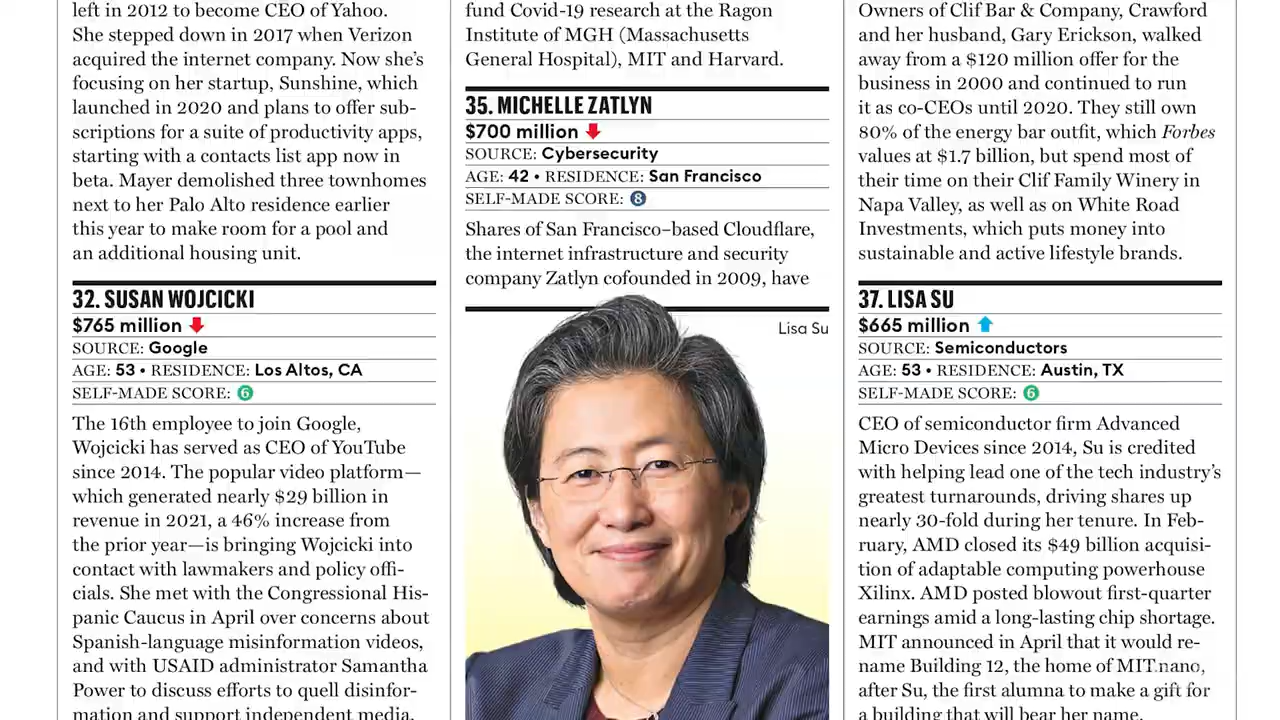 left in 2012 to become CEO of Yahoo.
She stepped down in 2017 when Verizon
acquired the internet company. Now she's
focusing on her startup, Sunshine, which
launched in 2020 and plans to offer sub-
scriptions for a suite of productivity apps,
starting with a contacts list app now in
beta. Mayer demolished three townhomes
next to her Palo Alto residence earlier
this year to make room for a pool and
an additional housing unit.
32. SUSAN WOJCICKI
$765 million
SOURCE: Google
AGE: 53 • RESIDENCE: Los Altos, CA
SELF-MADE SCORE: 6
The 16th employee to join Google,
Wojcicki has served as CEO of YouTube
since 2014. The popular video platform—
which generated nearly $29 billion in
revenue in 2021, a 46% increase from
the prior year—is bringing Wojcicki into
contact with lawmakers and policy offi-
cials. She met with the Congressional His-
panic Caucus in April over concerns about
Spanish-language misinformation videos,
and with USAID administrator Samantha
Power to discuss efforts to quell disinfor-
mation and support independent media.
fund Covid-19 research at the Ragon
Institute of MGH (Massachusetts
General Hospital), MIT and Harvard.
35. MICHELLE ZATLYN
$700 million
SOURCE: Cybersecurity
AGE: 42 • RESIDENCE: San Francisco
SELF-MADE SCORE: 8
Shares of San Francisco–based Cloudflare,
the internet infrastructure and security
company Zatlyn cofounded in 2009, have
Lisa Su
Owners of Clif Bar & Company, Crawford
and her husband, Gary Erickson, walked
away from a $120 million offer for the
business in 2000 and continued to run
it as co-CEOs until 2020. They still own
80% of the energy bar outfit, which Forbes
values at $1.7 billion, but spend most of
their time on their Clif Family Winery in
Napa Valley, as well as on White Road
Investments, which puts money into
sustainable and active lifestyle brands.
37. LISA SU
$665 million
SOURCE: Semiconductors
AGE: 53 • RESIDENCE: Austin, TX
SELF-MADE SCORE: 6
CEO of semiconductor firm Advanced
Micro Devices since 2014, Su is credited
with helping lead one of the tech industry's
greatest turnarounds, driving shares up
nearly 30-fold during her tenure. In Feb-
ruary, AMD closed its $49 billion acquisi-
tion of adaptable computing powerhouse
Xilinx. AMD posted blowout first-quarter
earnings amid a long-lasting chip shortage.
MIT announced in April that it would re-
name Building 12, the home of MIT.nano,
after Su, the first alumna to make a gift for
a building that will bear her name.